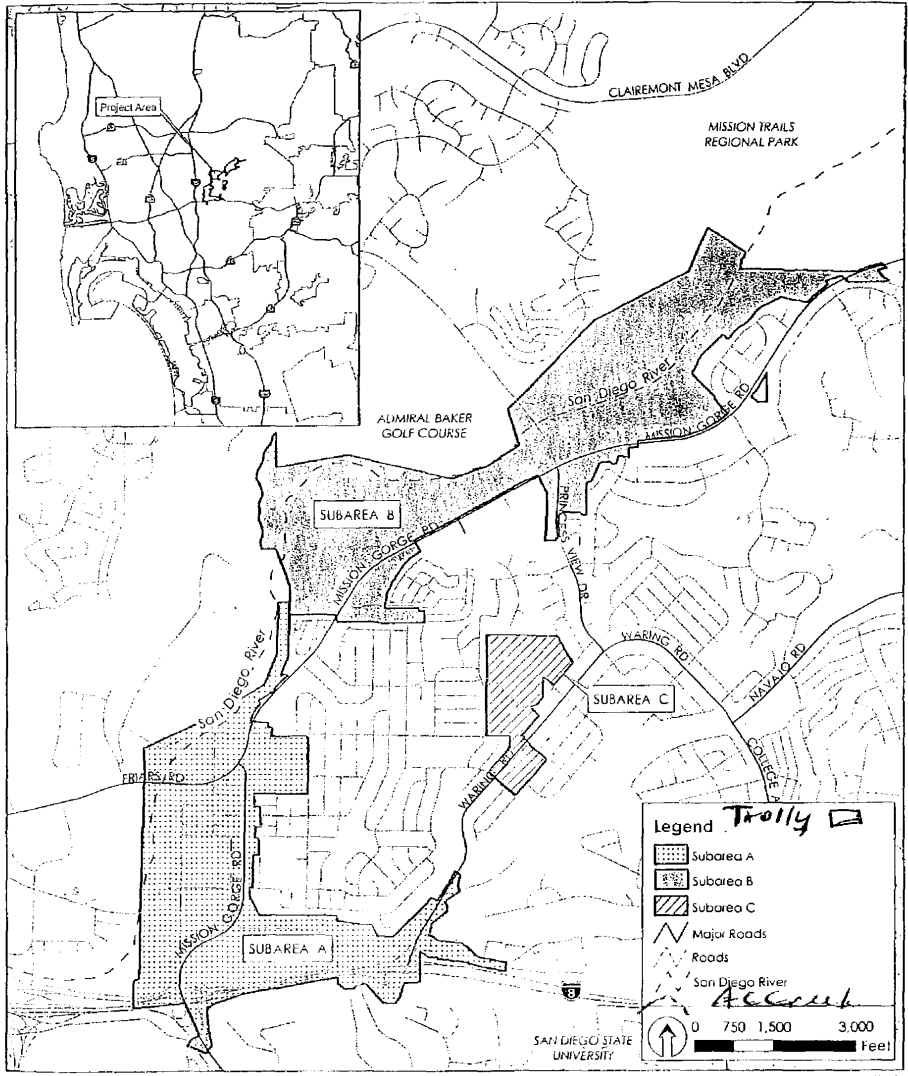 Project Area
CLAIREMONT MESA BLVD
MISSION TRAILS
REGIONAL PARK
San Diego River
MISSION GORGE RD
ADMIRAL BAKER
GOLF COURSE
SUBAREA B
MISSION GORGE RD
PRINCESS VIEW DR
WARING RD
NAVAJO RD
SUBAREA C
San Diego River
FRIARS RD
WARING RD
COLLEGE A
MISSION GORGE RD
SUBAREA A
8
SAN DIEGO STATE
UNIVERSITY
Legend Trolly
Subarea A
Subarea B
Subarea C
Major Roads
Roads
San Diego River
0 750 1,500 3,000
Feet